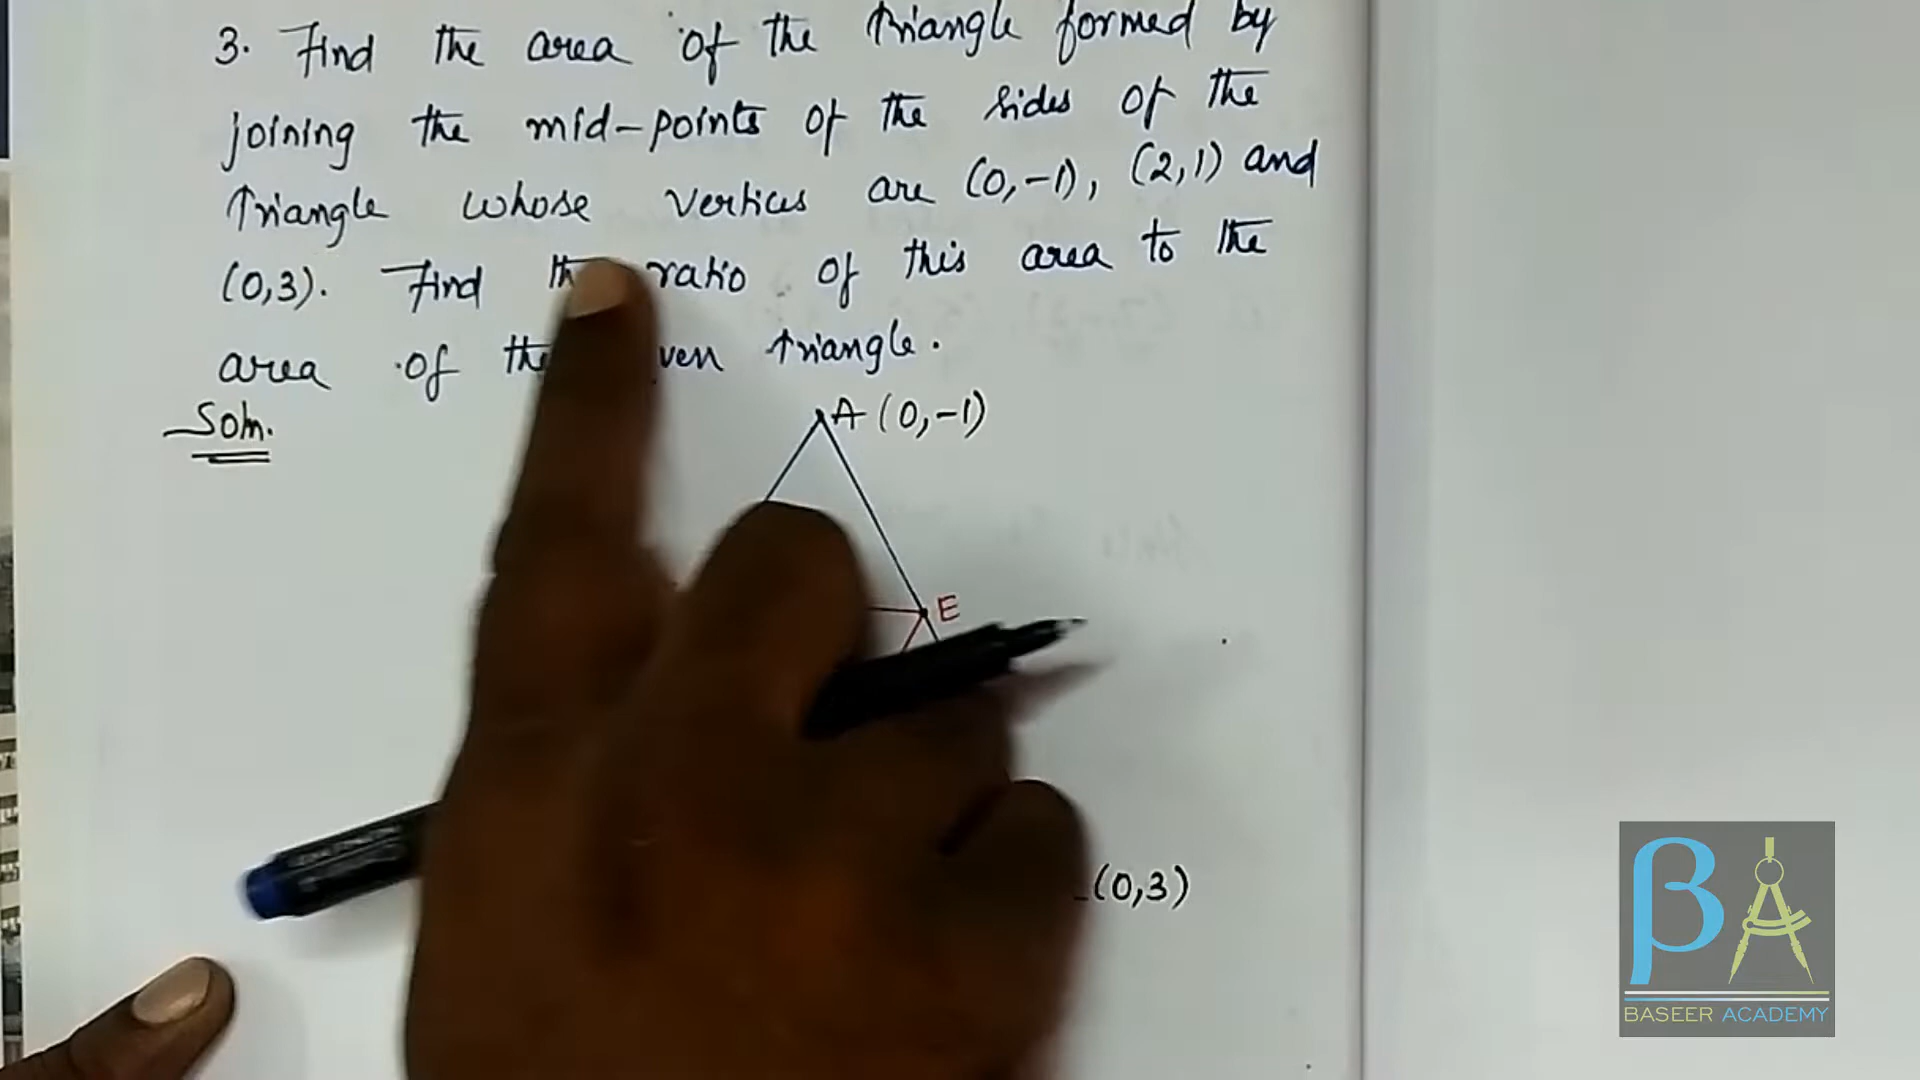 3. Find the area of the triangle formed by
joining the mid-points of the sides of the
triangle whose vertices are (0,-1), (2,1) and
(0,3). Find ratio of this area to the
area of triangle.
Soln.
A (0,-1)
E
(0,3)
βA
BASEER ACADEMY